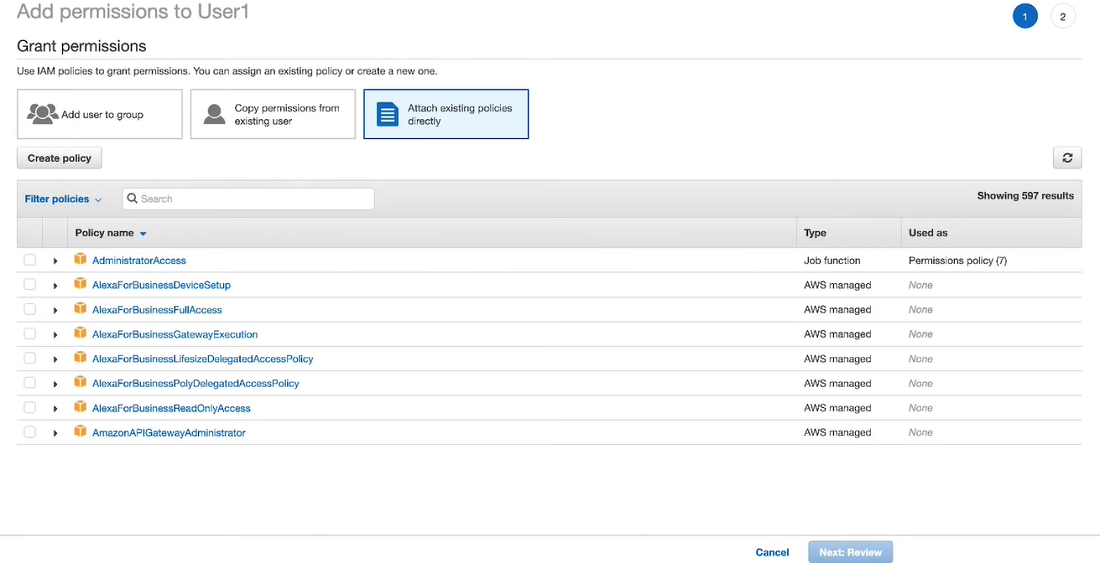 Add permissions to User1
1 2
Grant permissions
Use IAM policies to grant permissions. You can assign an existing policy or create a new one.
Add user to group
Copy permissions from
existing user
Attach existing policies
directly
Create policy
Filter policies Search Showing 597 results
Policy name Type Used as
AdministratorAccess Job function Permissions policy (7)
AlexaForBusinessDeviceSetup AWS managed None
AlexaForBusinessFullAccess AWS managed None
AlexaForBusinessGatewayExecution AWS managed None
AlexaForBusinessLifesizeDelegatedAccessPolicy AWS managed None
AlexaForBusinessPolyDelegatedAccessPolicy AWS managed None
AlexaForBusinessReadOnlyAccess AWS managed None
AmazonAPIGatewayAdministrator AWS managed None
Cancel Next: Review